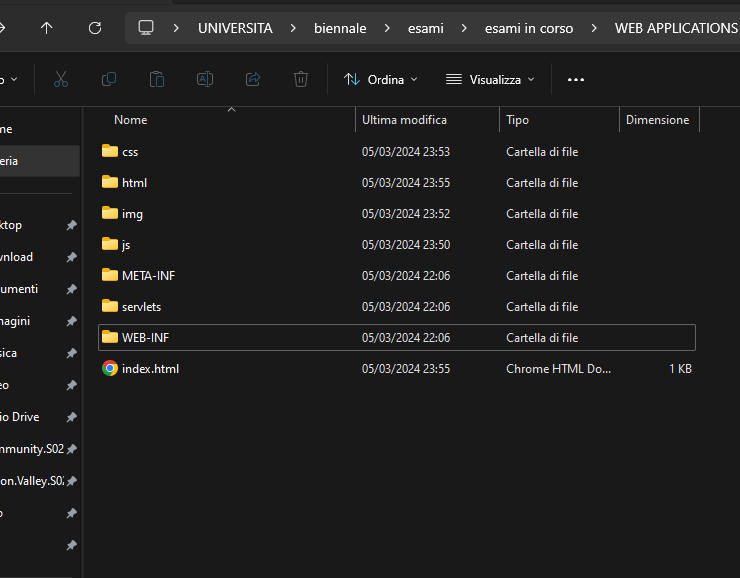 UNIVERSITA > biennale > esami > esami in corso > WEB APPLICATIONS
Ordina Visualizza
Nome Ultima modifica Tipo Dimensione
css 05/03/2024 23:53 Cartella di file
html 05/03/2024 23:55 Cartella di file
img 05/03/2024 23:52 Cartella di file
js 05/03/2024 23:50 Cartella di file
META-INF 05/03/2024 22:06 Cartella di file
servlets 05/03/2024 22:06 Cartella di file
WEB-INF 05/03/2024 22:06 Cartella di file
index.html 05/03/2024 23:55 Chrome HTML Do... 1 KB
me
eria
ktop
wnload
umenti
magini
sica
eo
io Drive
mmunity.S02
on.Valley.S02
o